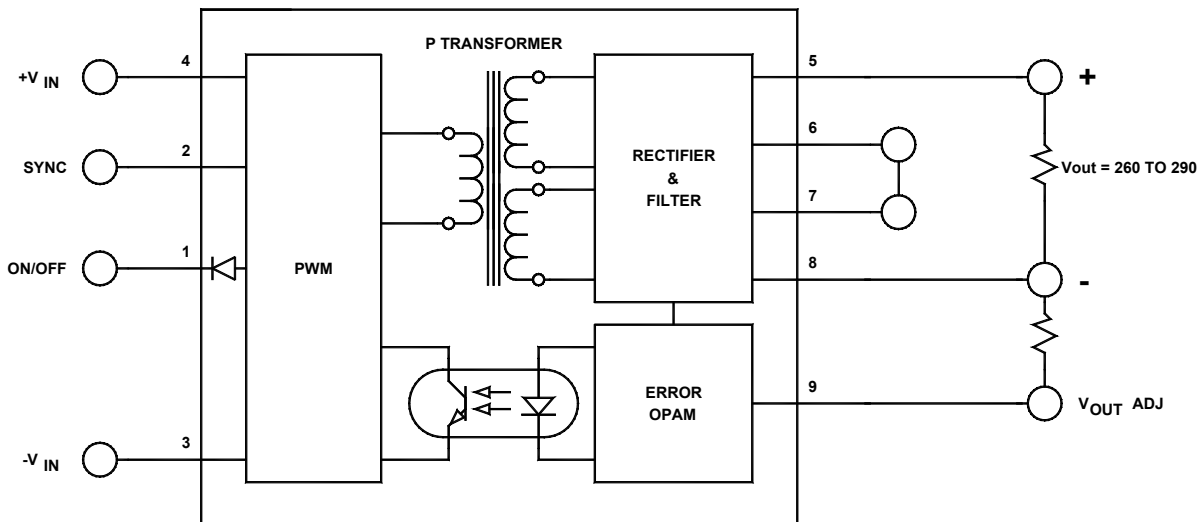 P TRANSFORMER
4
5
+V IN
+
6
2
SYNC
RECTIFIER
&
FILTER
Vout = 260 TO 290
7
1
ON/OFF
PWM
8
-
ERROR
OPAM
9
VOUT ADJ
3
-V IN